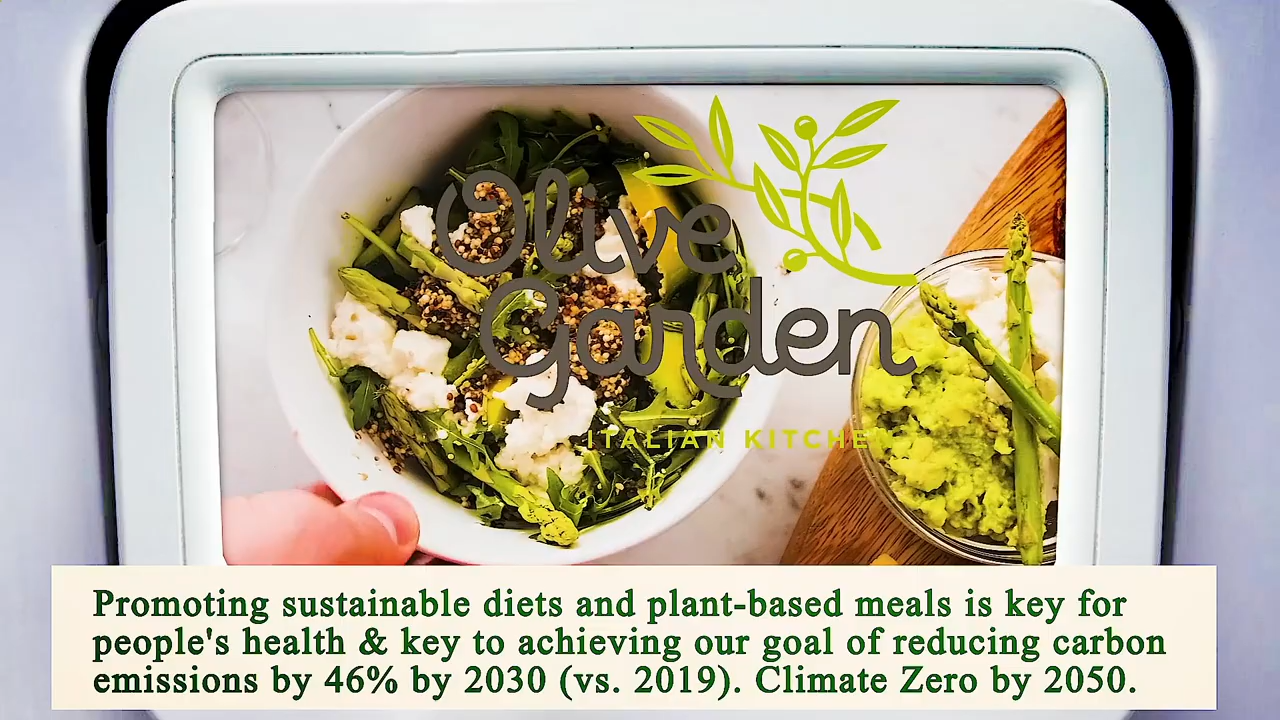 Olive
Garden
ITALIAN KITCHEN
Promoting sustainable diets and plant-based meals is key for
people's health & key to achieving our goal of reducing carbon
emissions by 46% by 2030 (vs. 2019). Climate Zero by 2050.